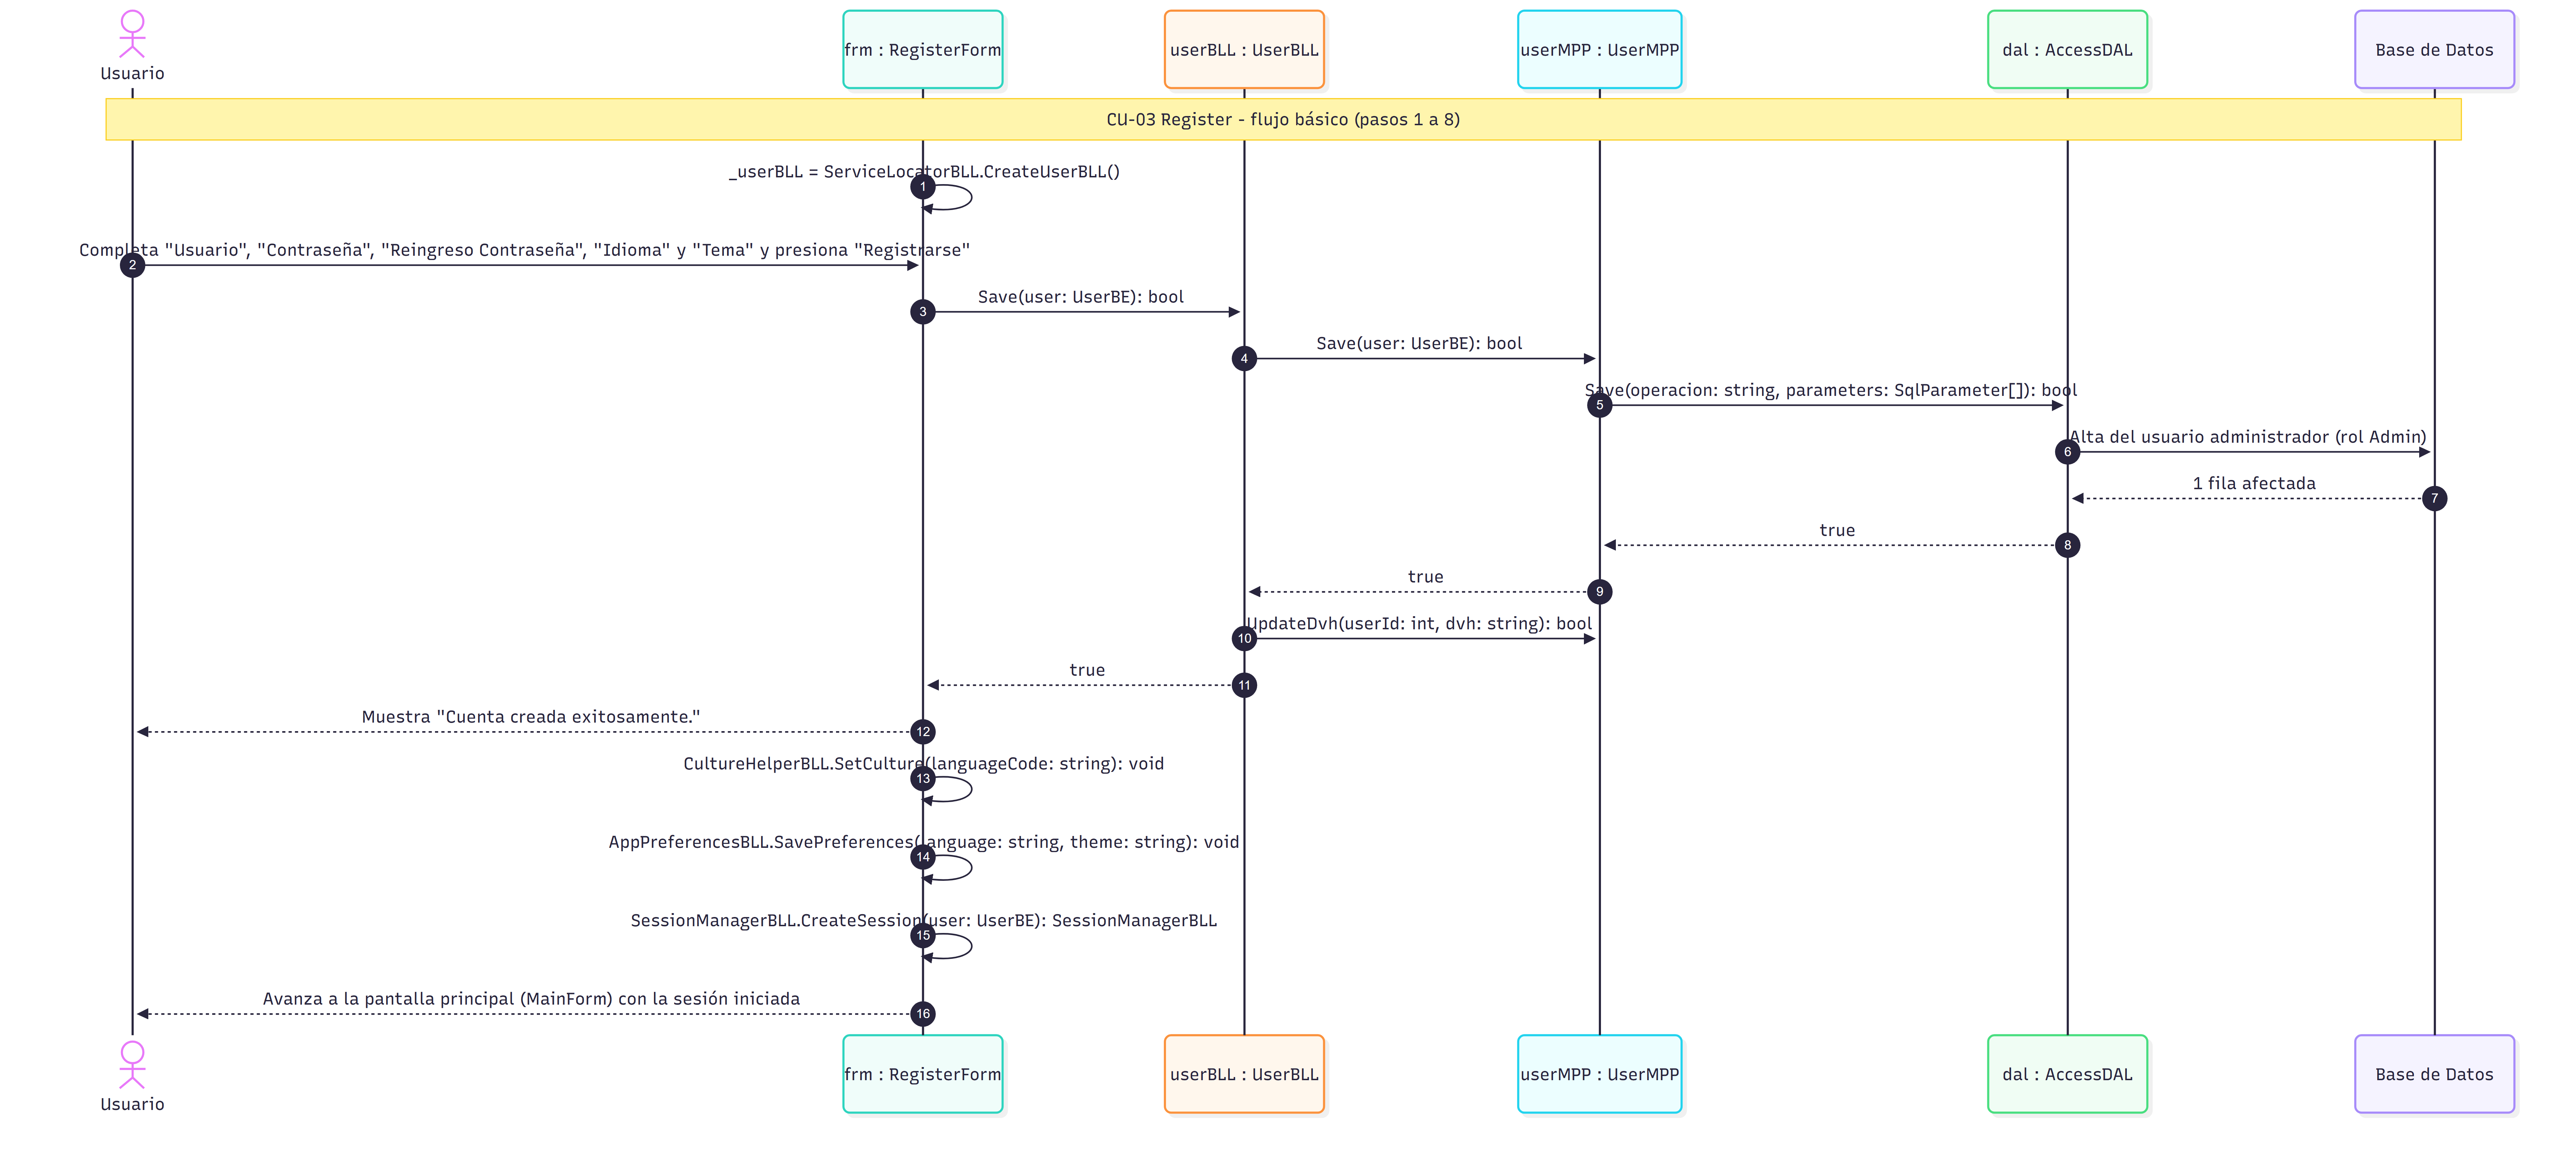 Usuario
frm : RegisterForm
userBLL : UserBLL
userMPP : UserMPP
dal : AccessDAL
Base de Datos
CU-03 Register - flujo básico (pasos 1 a 8)
_userBLL = ServiceLocatorBLL.CreateUserBLL()
1
Completa "Usuario", "Contraseña", "Reingreso Contraseña", "Idioma" y "Tema" y presiona "Registrarse"
2
Save(user: UserBE): bool
3
Save(user: UserBE): bool
4
Save(operacion: string, parameters: SqlParameter[]): bool
5
Alta del usuario administrador (rol Admin)
6
1 fila afectada
7
true
8
true
9
UpdateDvh(userId: int, dvh: string): bool
10
true
11
Muestra "Cuenta creada exitosamente."
12
CultureHelperBLL.SetCulture(languageCode: string): void
13
AppPreferencesBLL.SavePreferences(language: string, theme: string): void
14
SessionManagerBLL.CreateSession(user: UserBE): SessionManagerBLL
15
Avanza a la pantalla principal (MainForm) con la sesión iniciada
16
Usuario
frm : RegisterForm
userBLL : UserBLL
userMPP : UserMPP
dal : AccessDAL
Base de Datos